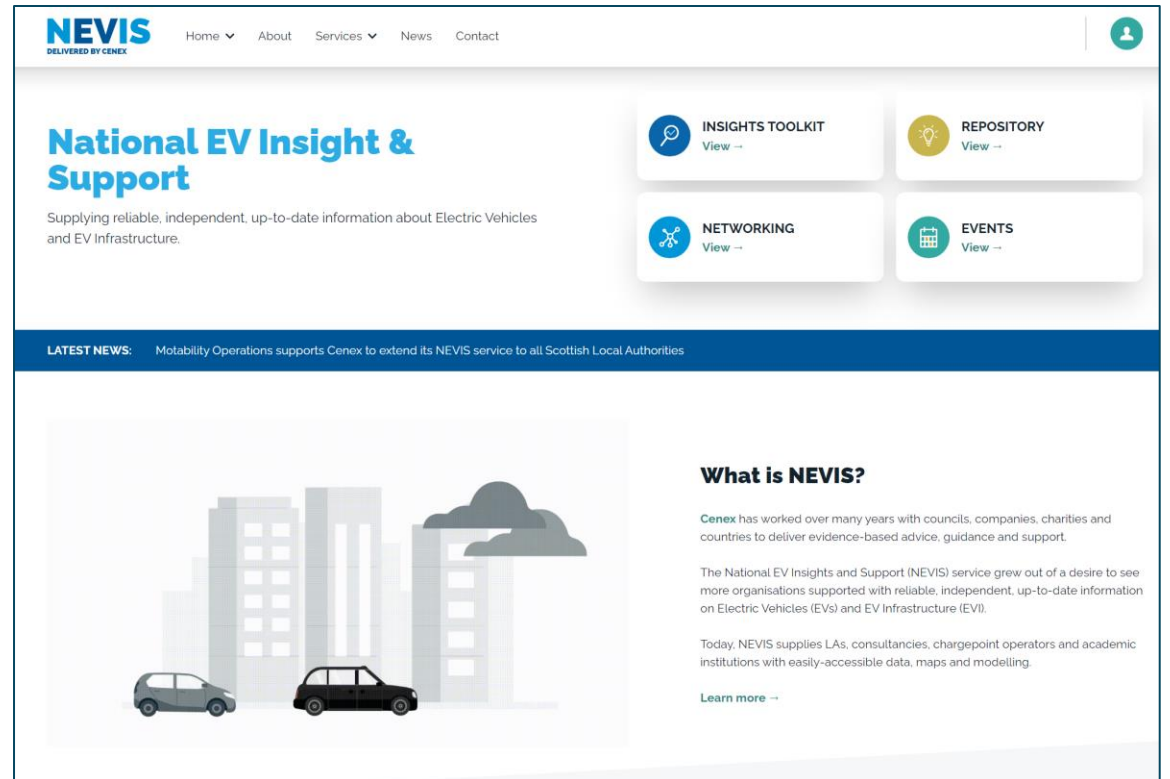 NEVIS
DELIVERED BY CENEX
Home
About
Services
News
Contact
National EV Insight &
Support
Supplying reliable, independent, up-to-date information about Electric Vehicles
and EV Infrastructure.
INSIGHTS TOOLKIT
View →
REPOSITORY
View →
NETWORKING
View →
EVENTS
View →
LATEST NEWS: Motability Operations supports Cenex to extend its NEVIS service to all Scottish Local Authorities
What is NEVIS?
Cenex has worked over many years with councils, companies, charities and
countries to deliver evidence-based advice, guidance and support.
The National EV Insights and Support (NEVIS) service grew out of a desire to see
more organisations supported with reliable, independent, up-to-date information
on Electric Vehicles (EVs) and EV Infrastructure (EVI).
Today, NEVIS supplies LAs, consultancies, chargepoint operators and academic
institutions with easily-accessible data, maps and modelling.
Learn more →